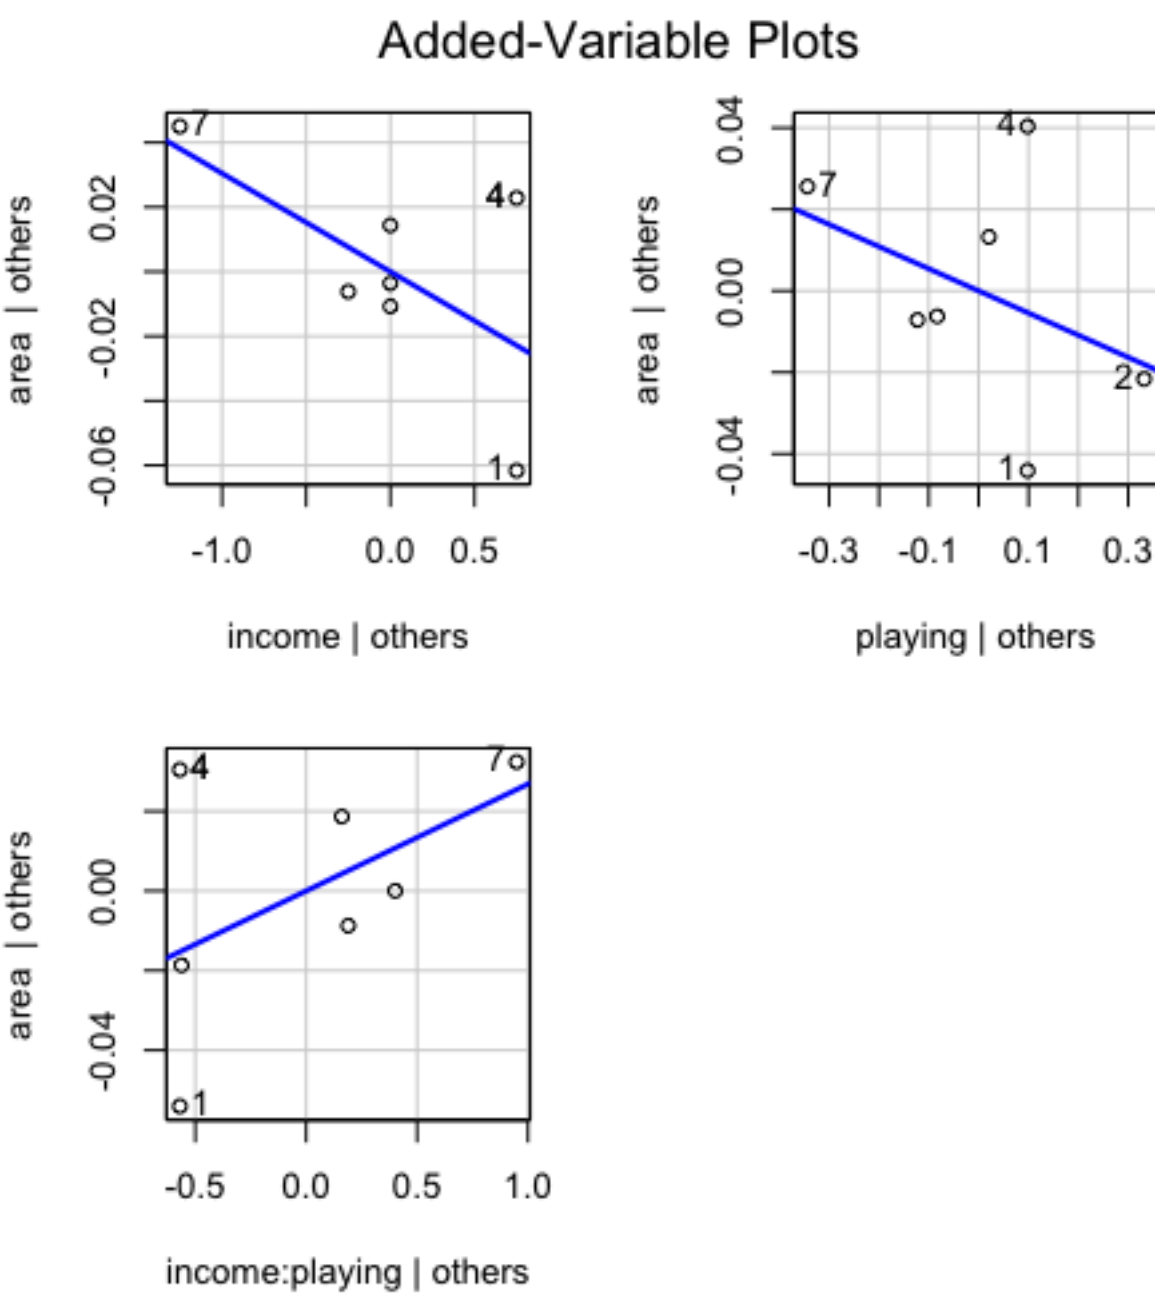 Added-Variable Plots
area | others
0.02
-0.02
-0.06
7
4
1
-1.0 0.0 0.5
income | others
area | others
0.04
0.00
-0.04
4
7
2
1
-0.3 -0.1 0.1 0.3
playing | others
area | others
0.00
-0.04
4
7
1
-0.5 0.0 0.5 1.0
income:playing | others